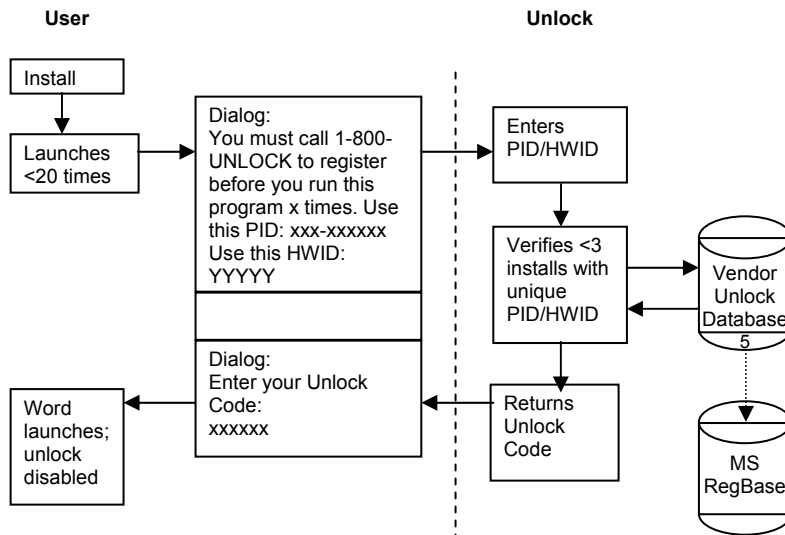 User
Unlock
Install
Launches
<20 times
Dialog:
You must call 1-800-
UNLOCK to register
before you run this
program x times. Use
this PID: xxx-xxxxxx
Use this HWID:
YYYYY
Enters
PID/HWID
Verifies <3
installs with
unique
PID/HWID
Vendor
Unlock
Database
5
Dialog:
Enter your Unlock
Code:
xxxxxx
Word
launches;
unlock
disabled
Returns
Unlock
Code
MS
RegBase